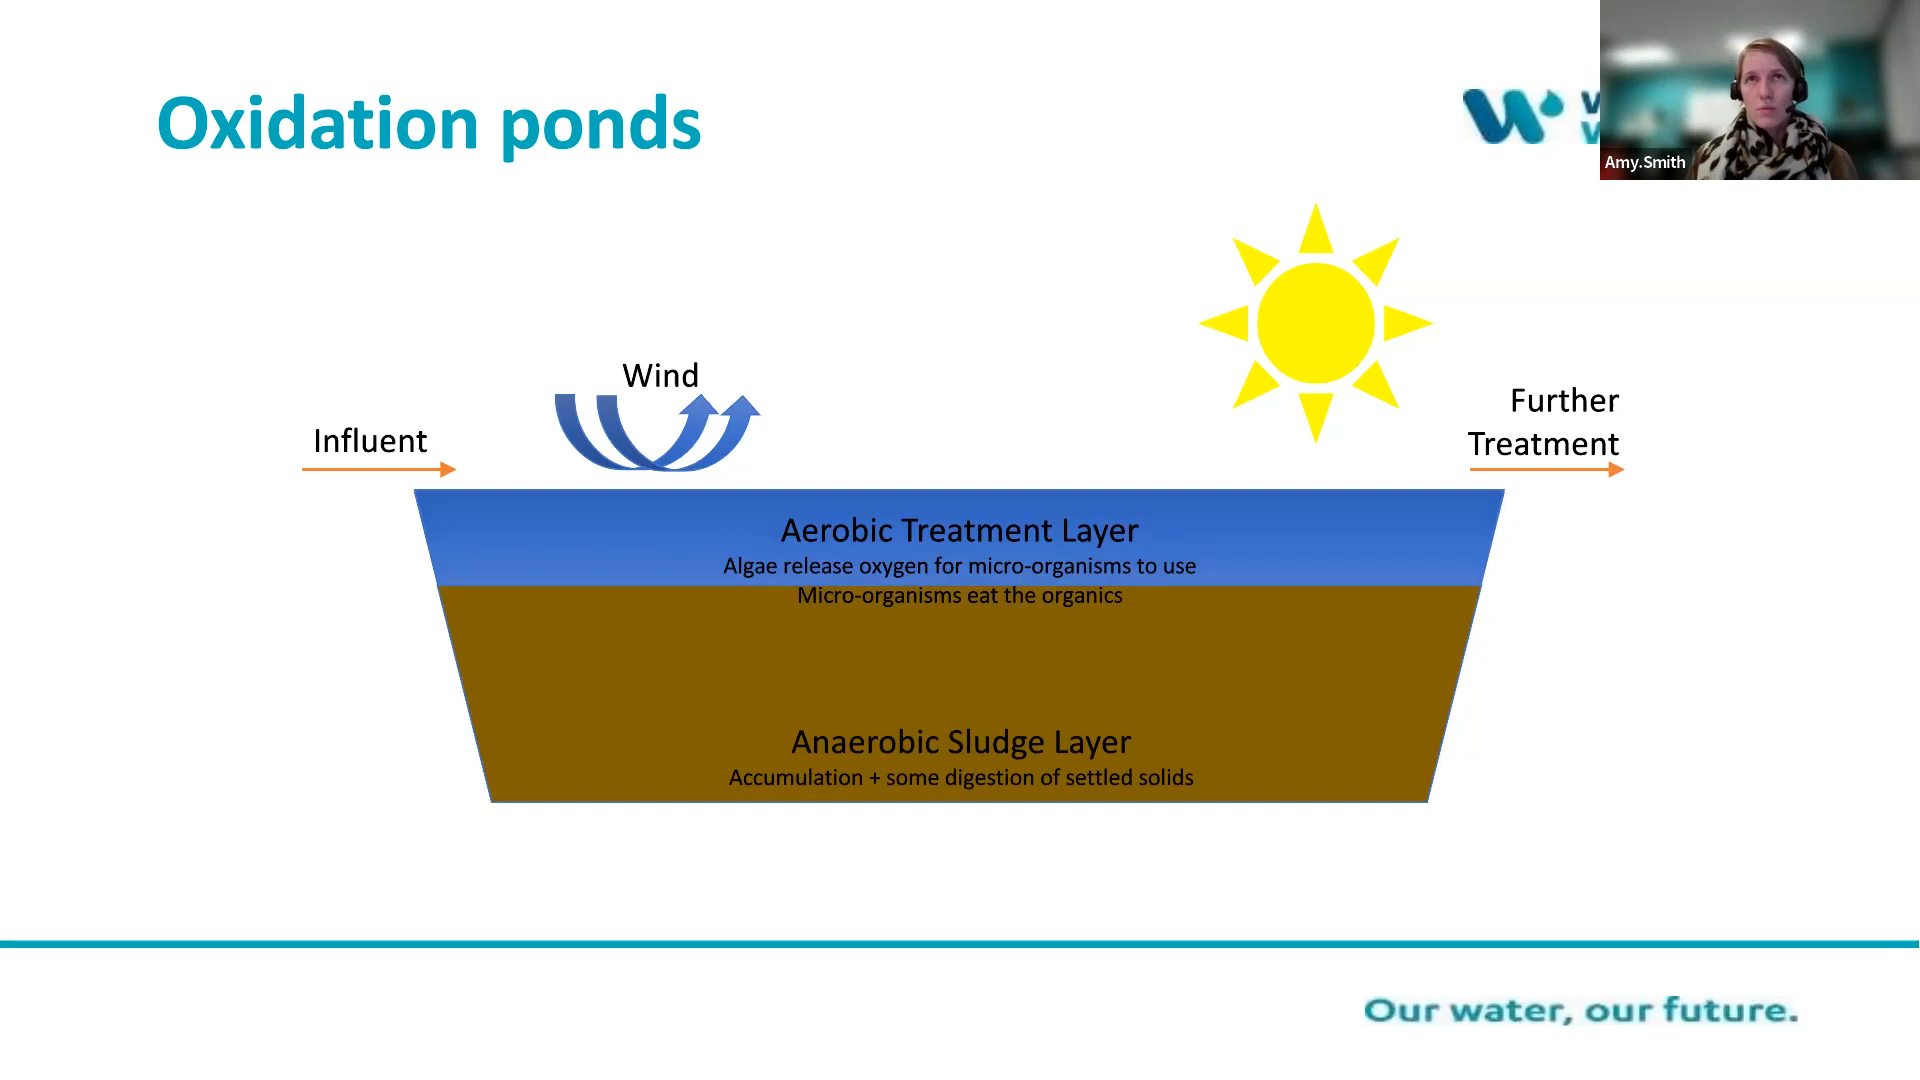 Oxidation ponds
Amy.Smith
Wind
Influent
Further
Treatment
Aerobic Treatment Layer
Algae release oxygen for micro-organisms to use
Micro-organisms eat the organics
Anaerobic Sludge Layer
Accumulation + some digestion of settled solids
Our water, our future.